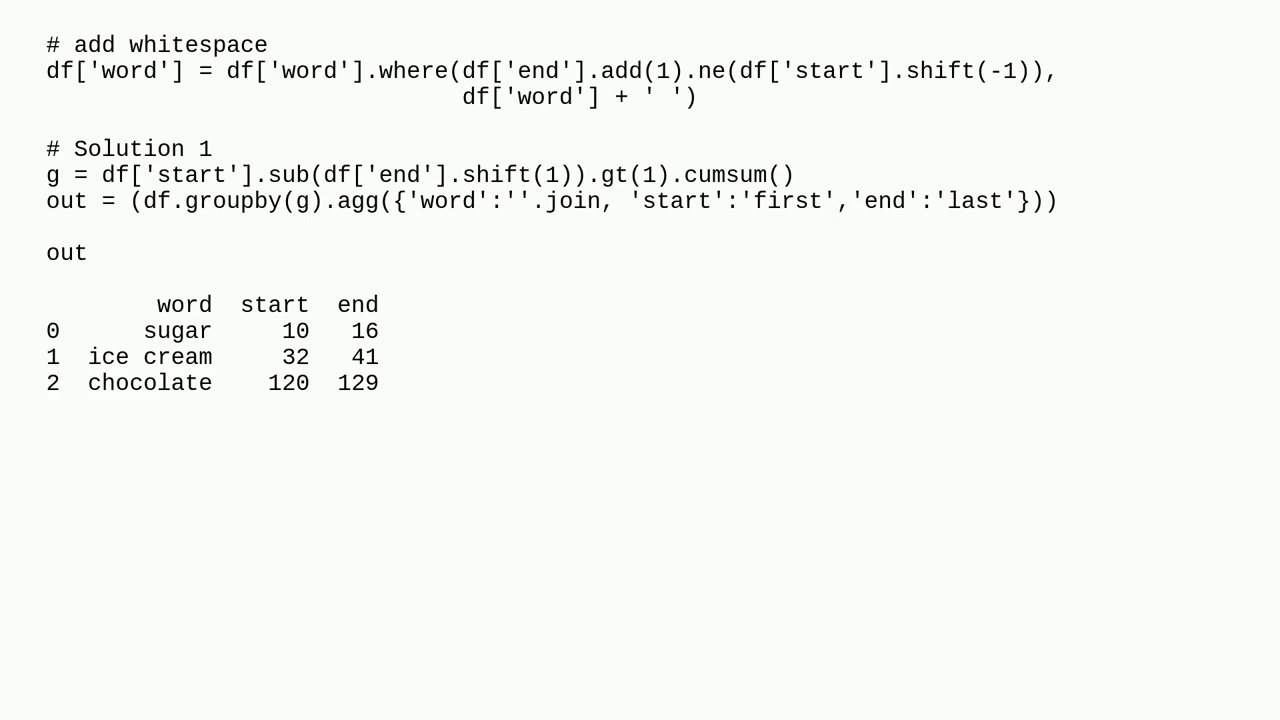 # add whitespace
df['word'] = df['word'].where(df['end'].add(1).ne(df['start'].shift(-1)),
                              df['word'] + ' ')
# Solution 1
g = df['start'].sub(df['end'].shift(1)).gt(1).cumsum()
out = (df.groupby(g).agg({'word':''.join, 'start':'first','end':'last'}))
out
        word  start  end
0      sugar     10   16
1  ice cream     32   41
2  chocolate    120  129